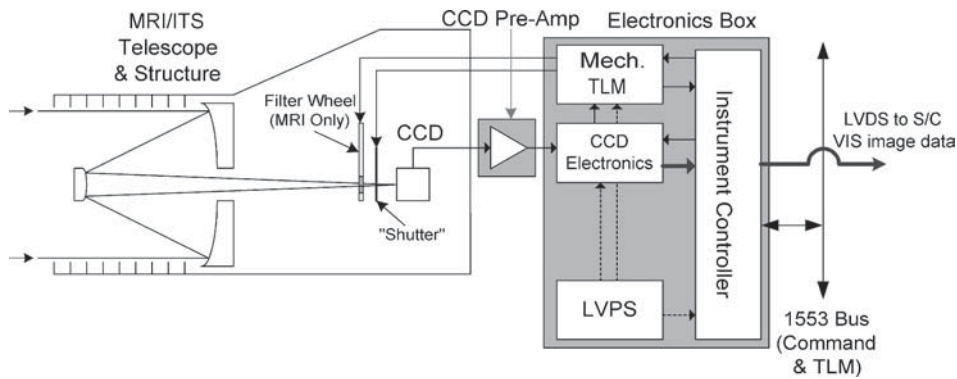 MRI/ITS
Telescope
& Structure
CCD Pre-Amp
Electronics Box
Filter Wheel
(MRI Only)
CCD
"Shutter"
Mech.
TLM
CCD
Electronics
LVPS
Instrument Controller
LVDS to S/C
VIS image data
1553 Bus
(Command
& TLM)